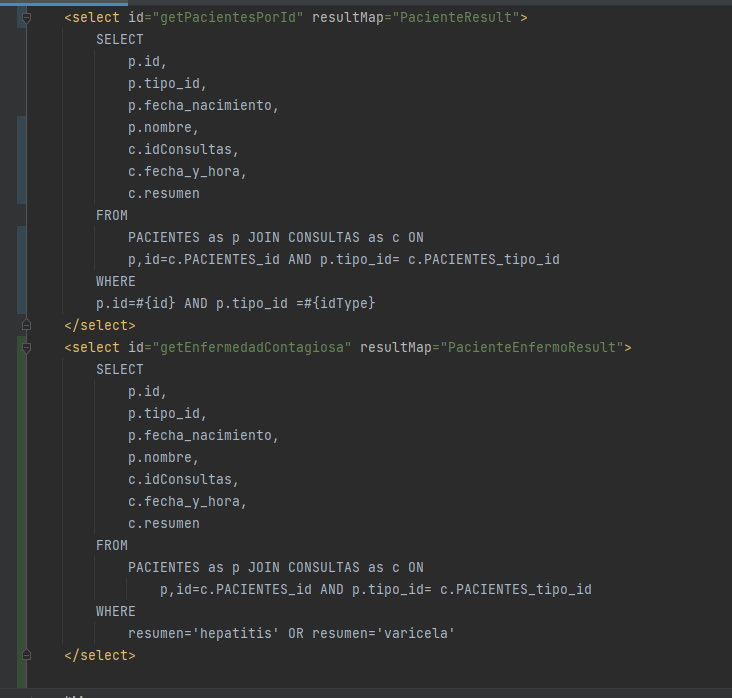 <select id="getPacientesPorId" resultMap="PacienteResult">
SELECT
p.id,
p.tipo_id,
p.fecha_nacimiento,
p.nombre,
c.idConsultas,
c.fecha_y_hora,
c.resumen
FROM
PACIENTES as p JOIN CONSULTAS as c ON
p,id=c.PACIENTES_id AND p.tipo_id= c.PACIENTES_tipo_id
WHERE
p.id=#{id} AND p.tipo_id =#{idType}
</select>
<select id="getEnfermedadContagiosa" resultMap="PacienteEnfermoResult">
SELECT
p.id,
p.tipo_id,
p.fecha_nacimiento,
p.nombre,
c.idConsultas,
c.fecha_y_hora,
c.resumen
FROM
PACIENTES as p JOIN CONSULTAS as c ON
p,id=c.PACIENTES_id AND p.tipo_id= c.PACIENTES_tipo_id
WHERE
resumen='hepatitis' OR resumen='varicela'
</select>